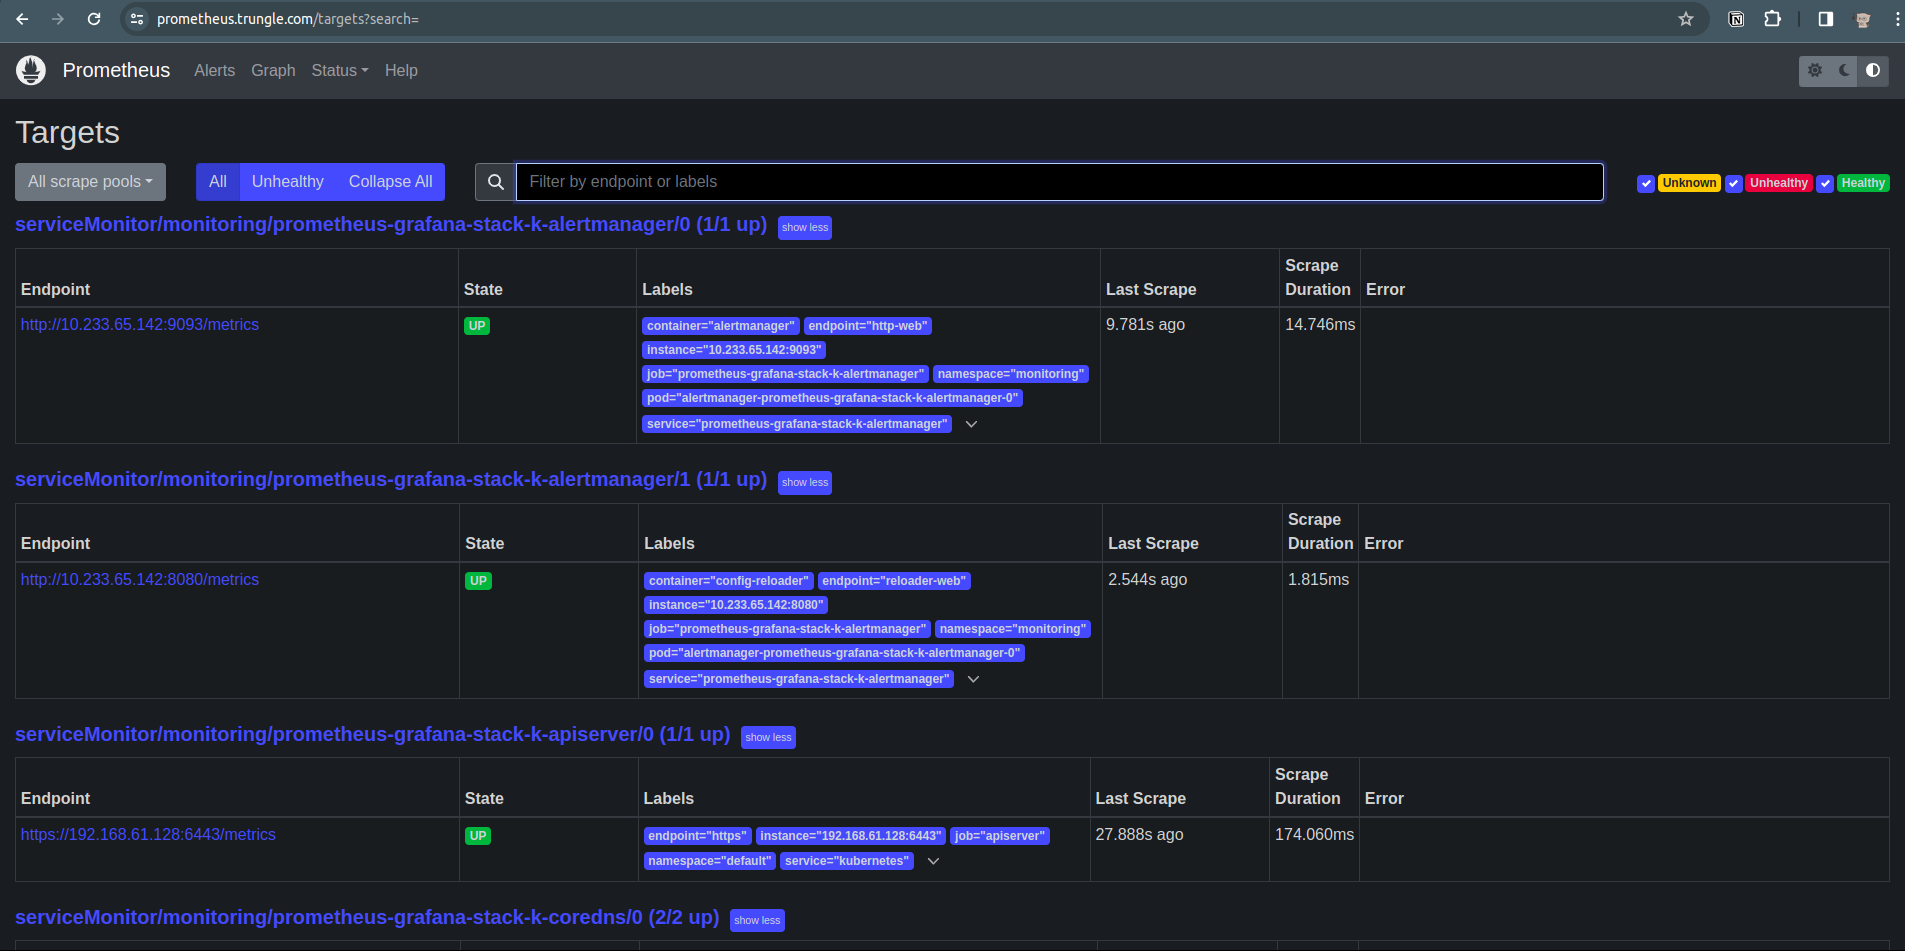 prometheus.trungle.com/targets?search=
Prometheus Alerts Graph Status Help
Targets
All scrape pools All Unhealthy Collapse All Filter by endpoint or labels Unknown Unhealthy Healthy
serviceMonitor/monitoring/prometheus-grafana-stack-k-alertmanager/0 (1/1 up) show less
Endpoint State Labels Last Scrape Scrape Duration Error
http://10.233.65.142:9093/metrics UP container="alertmanager" endpoint="http-web" 9.781s ago 14.746ms
instance="10.233.65.142:9093"
job="prometheus-grafana-stack-k-alertmanager" namespace="monitoring"
pod="alertmanager-prometheus-grafana-stack-k-alertmanager-0"
service="prometheus-grafana-stack-k-alertmanager"
serviceMonitor/monitoring/prometheus-grafana-stack-k-alertmanager/1 (1/1 up) show less
Endpoint State Labels Last Scrape Scrape Duration Error
http://10.233.65.142:8080/metrics UP container="config-reloader" endpoint="reloader-web" 2.544s ago 1.815ms
instance="10.233.65.142:8080"
job="prometheus-grafana-stack-k-alertmanager" namespace="monitoring"
pod="alertmanager-prometheus-grafana-stack-k-alertmanager-0"
service="prometheus-grafana-stack-k-alertmanager"
serviceMonitor/monitoring/prometheus-grafana-stack-k-apiserver/0 (1/1 up) show less
Endpoint State Labels Last Scrape Scrape Duration Error
https://192.168.61.128:6443/metrics UP endpoint="https" instance="192.168.61.128:6443" job="apiserver" 27.888s ago 174.060ms
namespace="default" service="kubernetes"
serviceMonitor/monitoring/prometheus-grafana-stack-k-coredns/0 (2/2 up) show less